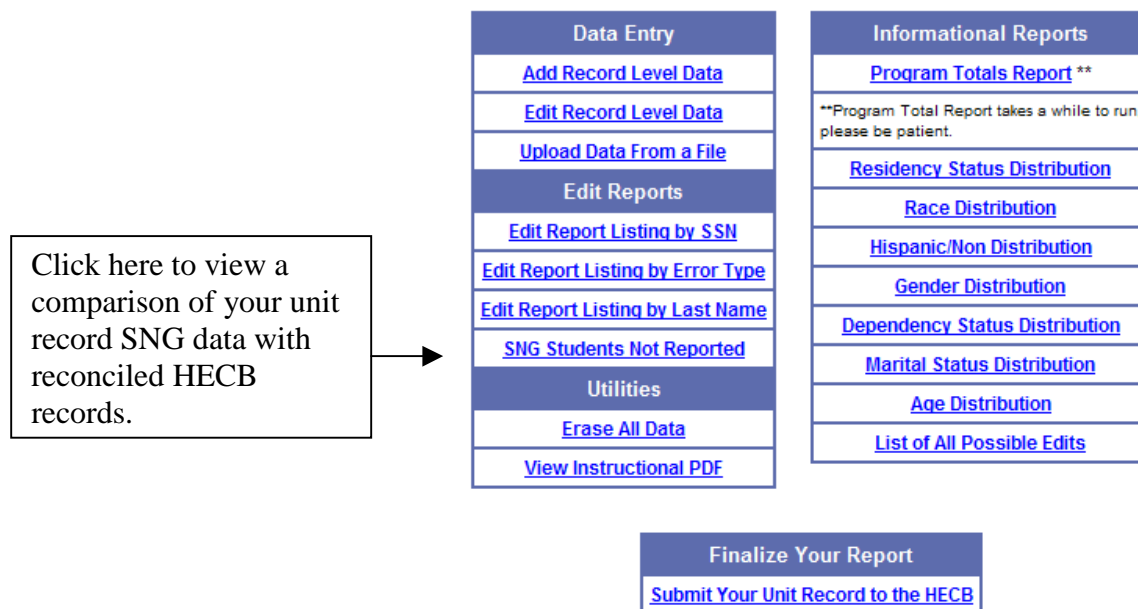 Click here to view a
comparison of your unit
record SNG data with
reconciled HECB
records.
Data Entry
Add Record Level Data
Edit Record Level Data
Upload Data From a File
Edit Reports
Edit Report Listing by SSN
Edit Report Listing by Error Type
Edit Report Listing by Last Name
SNG Students Not Reported
Utilities
Erase All Data
View Instructional PDF
Informational Reports
Program Totals Report **
**Program Total Report takes a while to run
please be patient.
Residency Status Distribution
Race Distribution
Hispanic/Non Distribution
Gender Distribution
Dependency Status Distribution
Marital Status Distribution
Age Distribution
List of All Possible Edits
Finalize Your Report
Submit Your Unit Record to the HECB